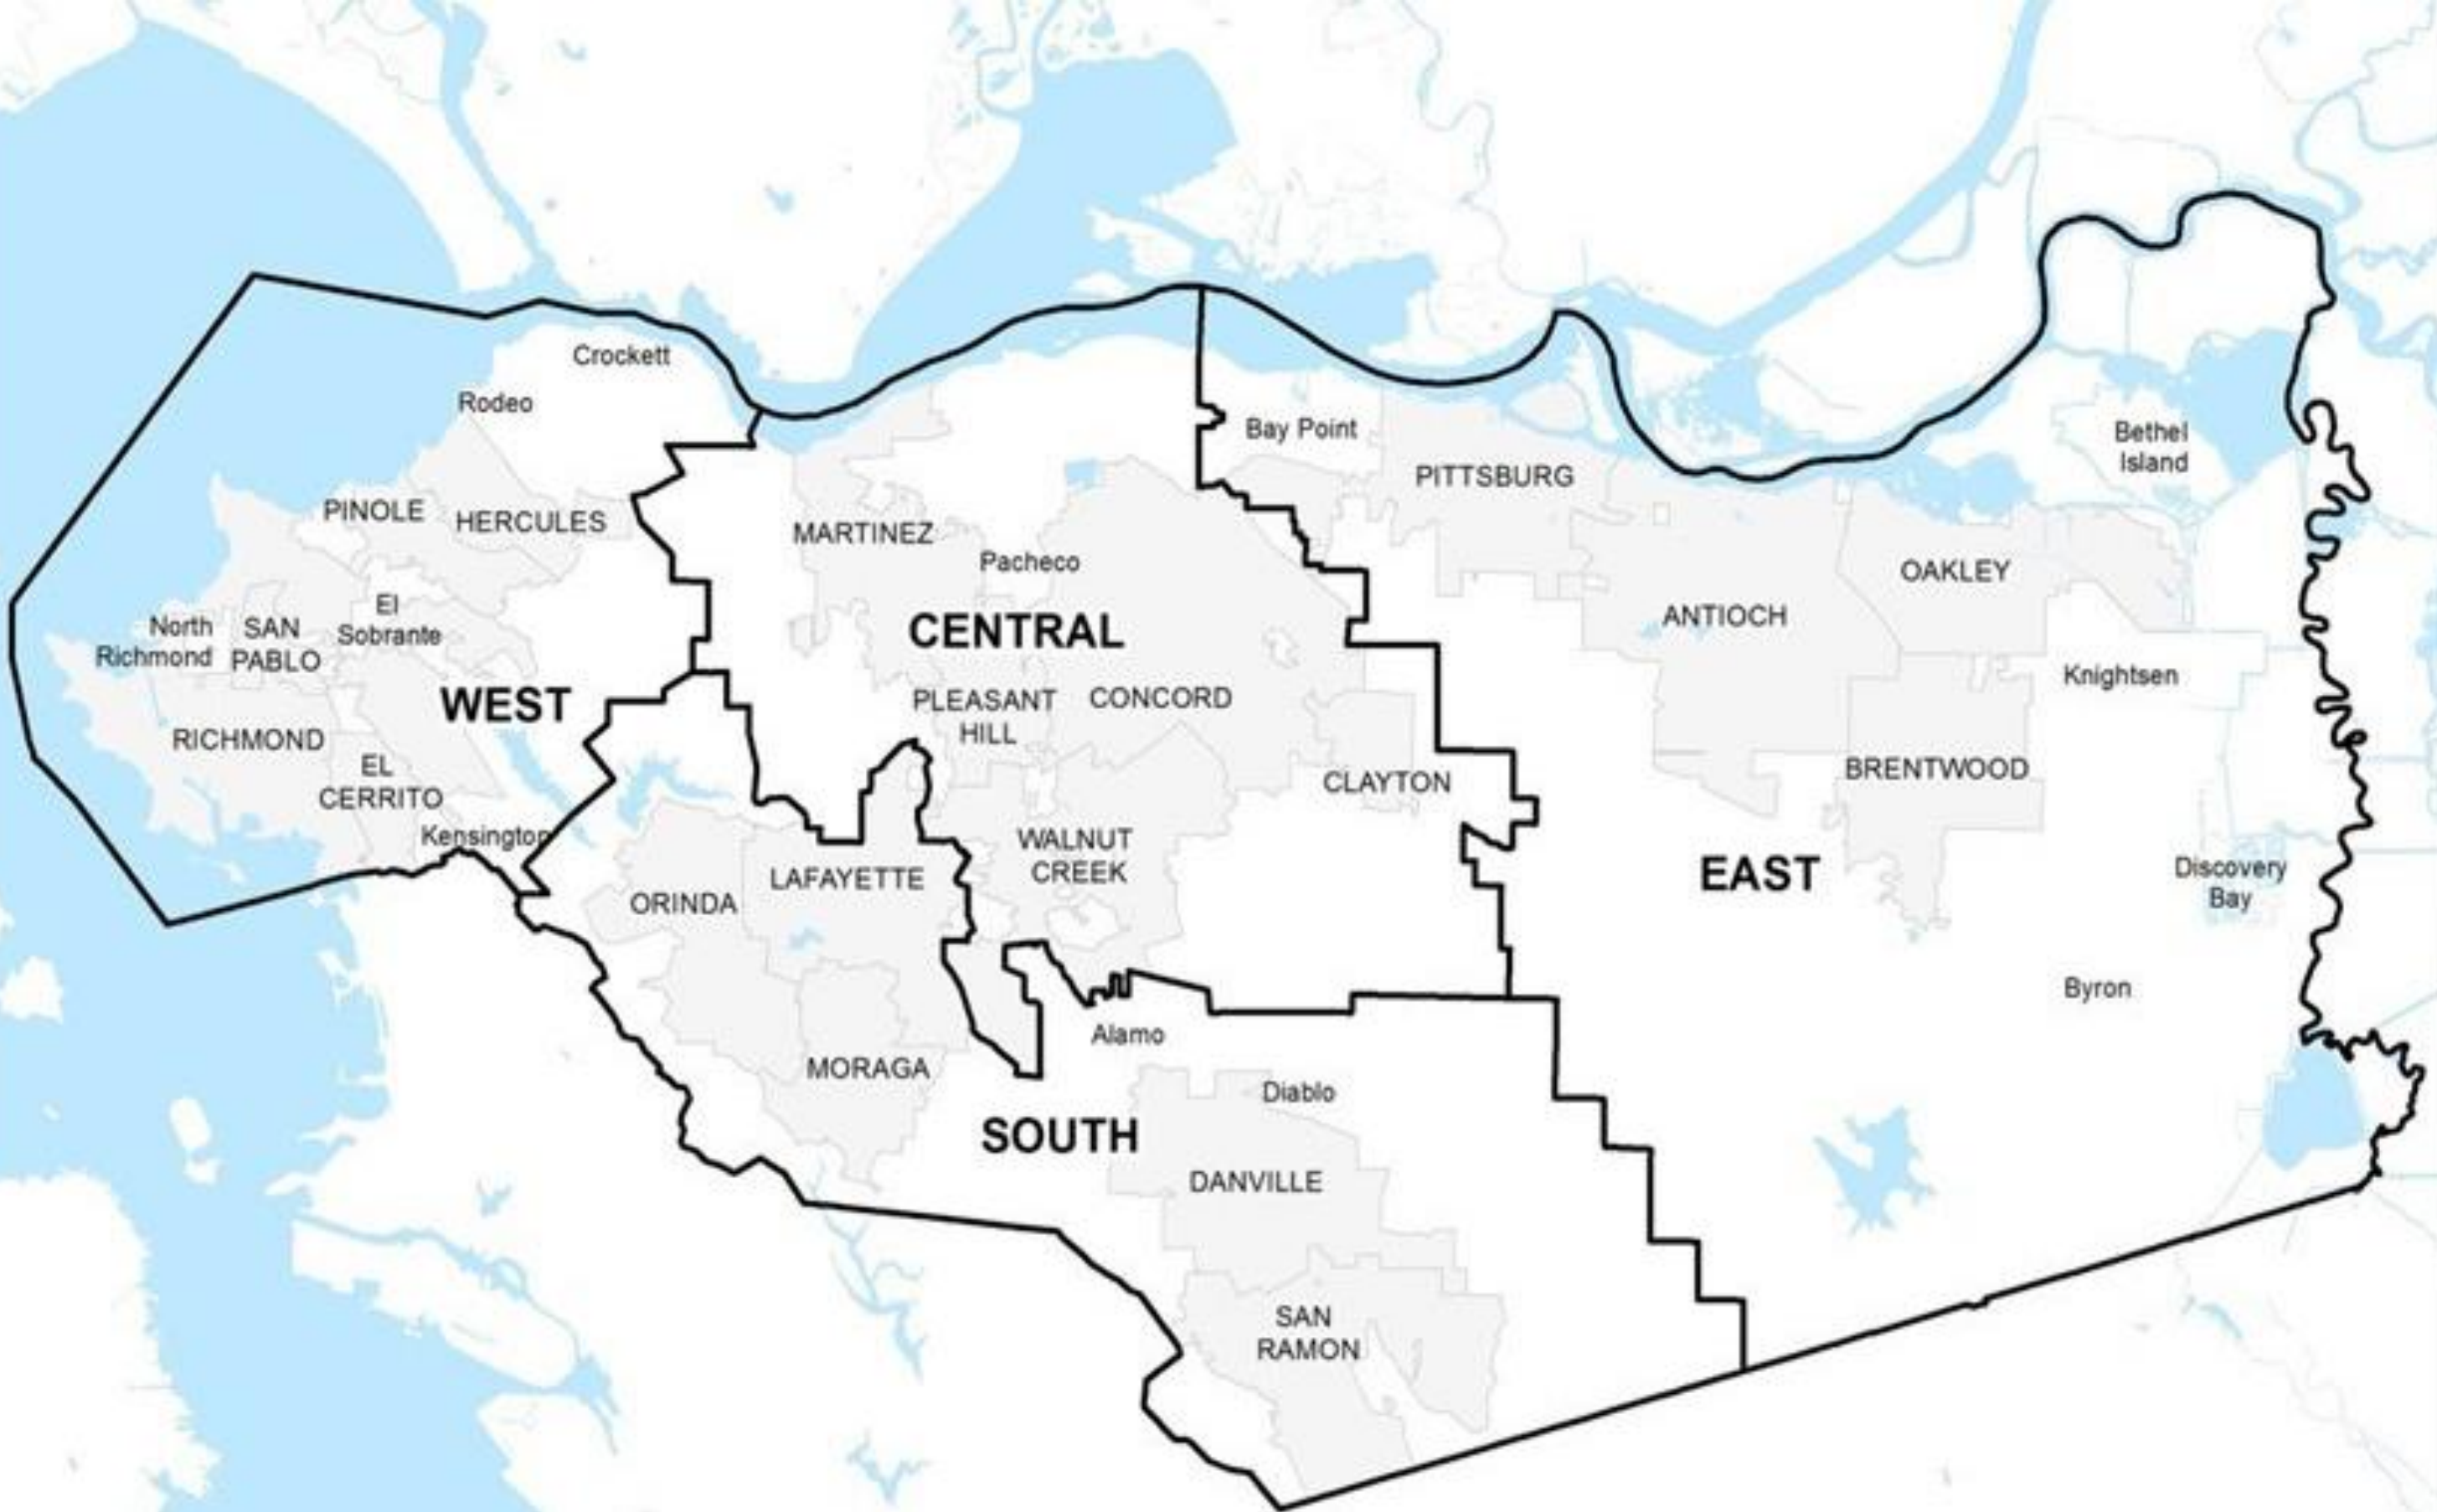 Crockett
Rodeo
Bay Point
Bethel
Island
PITTSBURG
PINOLE
HERCULES
MARTINEZ
Pacheco
OAKLEY
El
Sobrante
ANTIOCH
North
Richmond
SAN
PABLO
CENTRAL
Knightsen
WEST
PLEASANT
HILL
CONCORD
RICHMOND
EL
CERRITO
CLAYTON
BRENTWOOD
Kensington
WALNUT
CREEK
EAST
Discovery
Bay
LAFAYETTE
ORINDA
Byron
Alamo
MORAGA
Diablo
SOUTH
DANVILLE
SAN
RAMON